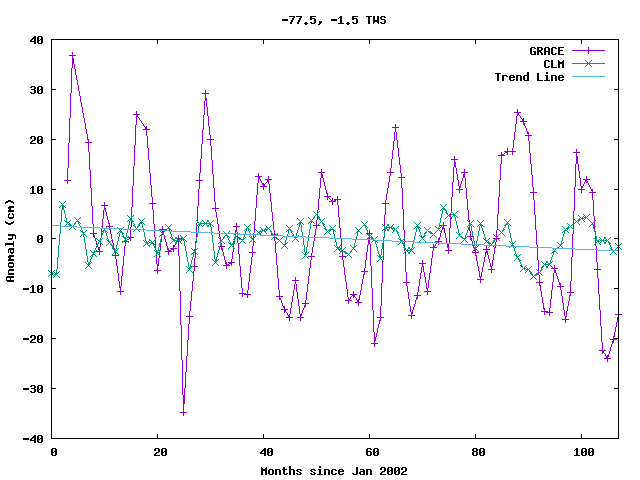 -77.5, -1.5 TWS
GRACE
CLM
Trend Line
40
30
20
10
0
-10
-20
-30
-40
Anomaly (cm)
0 20 40 60 80 100
Months since Jan 2002